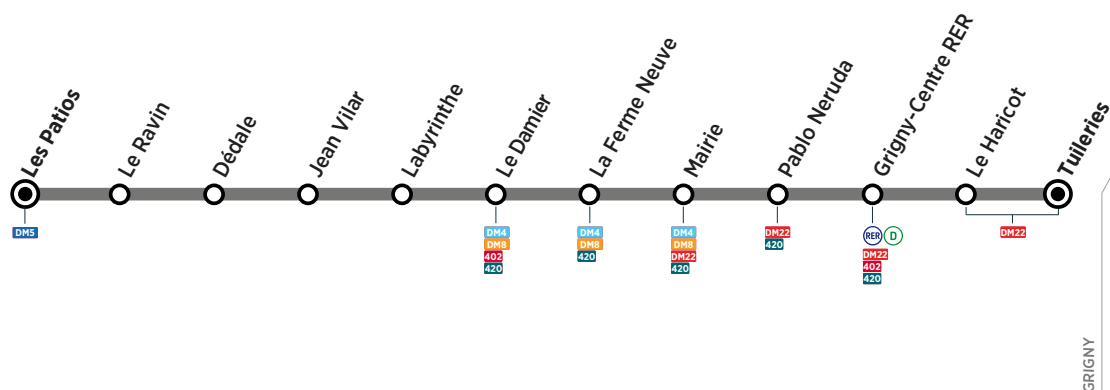 Les Patios
Le Ravin
Dédale
Jean Vilar
Labyrinthe
Le Damier
La Ferme Neuve
Mairie
Pablo Neruda
Grigny-Centre RER
Le Haricot
Tuileries
DM5
DM4
DM8
402
420
DM4
DM8
420
DM4
DM8
DM22
420
DM22
420
RER D
DM22
402
420
DM22
GRIGNY